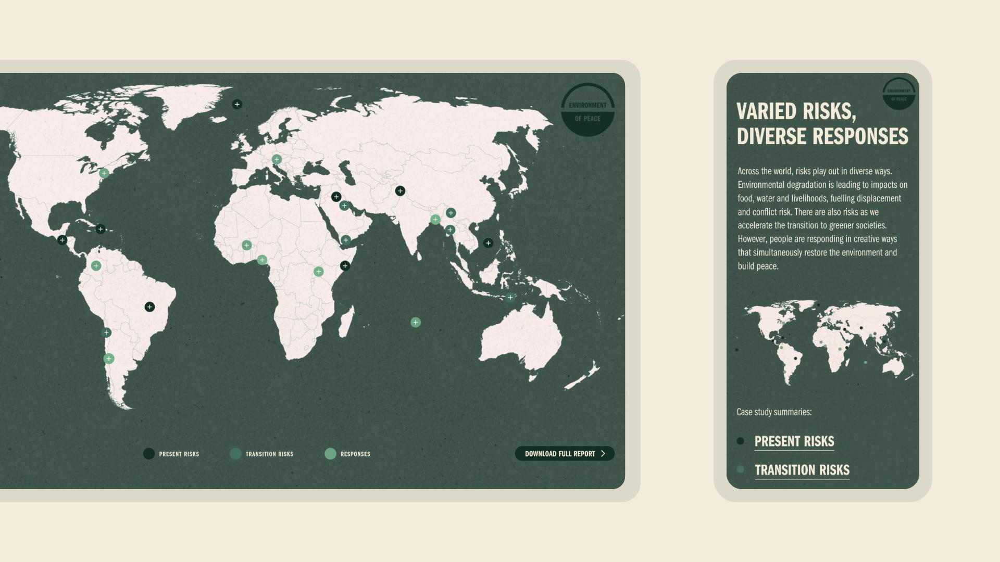 ENVIRONMENT
OF PEACE
PRESENT RISKS
TRANSITION RISKS
RESPONSES
DOWNLOAD FULL REPORT
ENVIRONMENT
OF PEACE
VARIED RISKS,
DIVERSE RESPONSES
Across the world, risks play out in diverse ways.
Environmental degradation is leading to impacts on
food, water and livelihoods, fuelling displacement
and conflict risk. There are also risks as we
accelerate the transition to greener societies.
However, people are responding in creative ways
that simultaneously restore the environment and
build peace.
Case study summaries:
PRESENT RISKS
TRANSITION RISKS